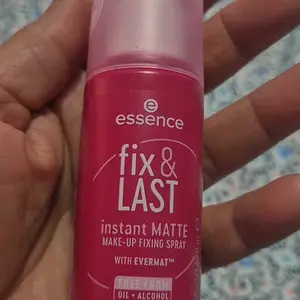 essence
fix &
LAST
instant MATTE
MAKE-UP FIXING SPRAY
WITH EVERMAT™
FREE FROM
OIL • ALCOHOL